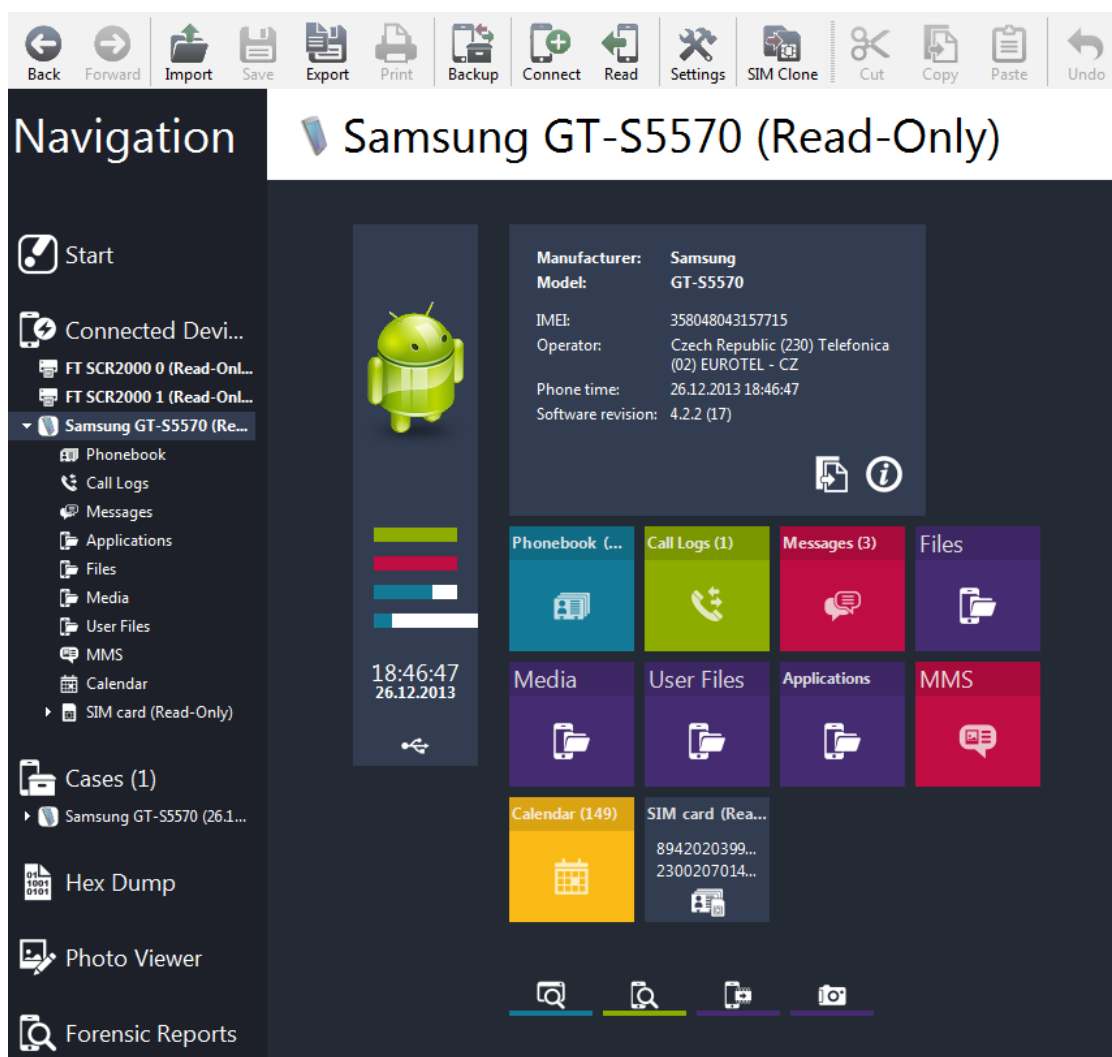 Back Forward Import Save Export Print Backup Connect Read Settings SIM Clone Cut Copy Paste Undo
Navigation
Samsung GT-S5570 (Read-Only)
Start
Connected Devi...
FT SCR2000 0 (Read-Onl...
FT SCR2000 1 (Read-Onl...
Samsung GT-S5570 (Re...
Phonebook
Call Logs
Messages
Applications
Files
Media
User Files
MMS
Calendar
SIM card (Read-Only)
Cases (1)
Samsung GT-S5570 (26.1...
Hex Dump
Photo Viewer
Forensic Reports
18:46:47
26.12.2013
Manufacturer: Samsung
Model: GT-S5570
IMEI: 358048043157715
Operator: Czech Republic (230) Telefonica
(02) EUROTEL - CZ
Phone time: 26.12.2013 18:46:47
Software revision: 4.2.2 (17)
Phonebook (... Call Logs (1) Messages (3) Files
Media User Files Applications MMS
Calendar (149) SIM card (Rea...
8942020399...
2300207014...